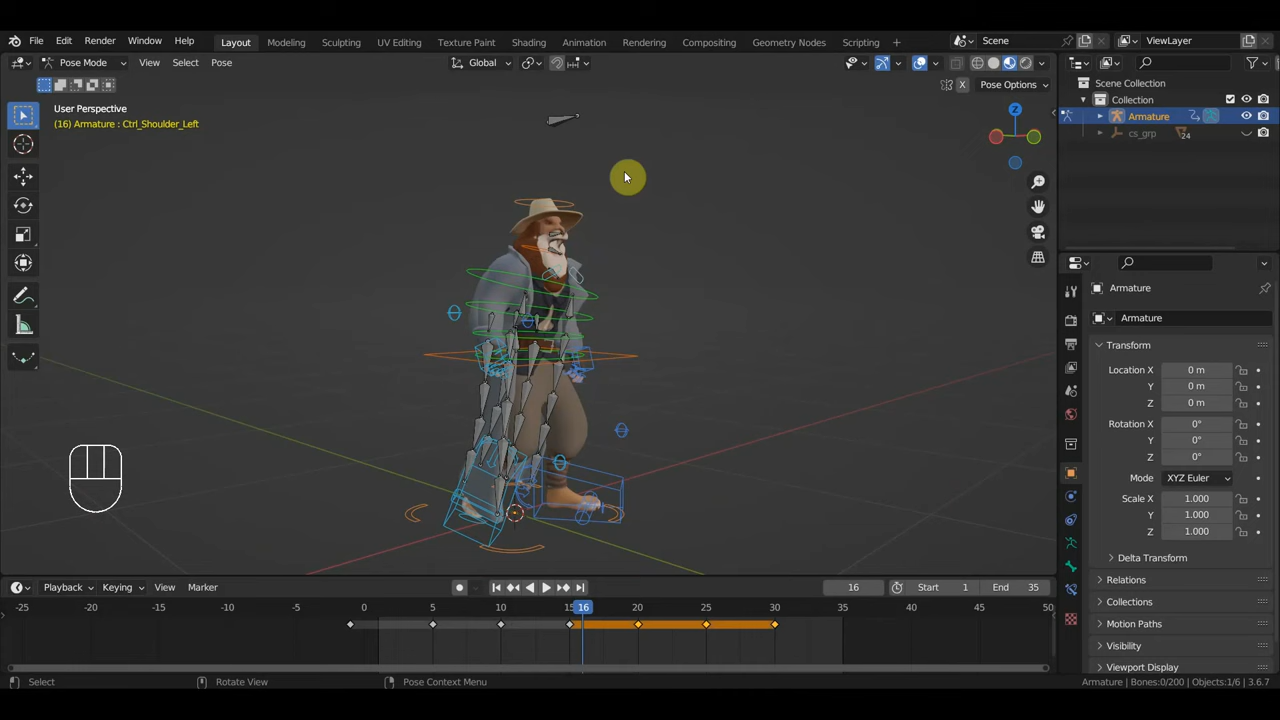 File Edit Render Window Help Layout Modeling Sculpting UV Editing Texture Paint Shading Animation Rendering Compositing Geometry Nodes Scripting + Scene ViewLayer
Pose Mode View Select Pose Global
X Pose Options
User Perspective
(16) Armature : Ctrl_Shoulder_Left
Z
Scene Collection
Collection
Armature
cs_grp 24
Armature
Armature
Transform
Location X 0 m
Y 0 m
Z 0 m
Rotation X 0°
Y 0°
Z 0°
Mode XYZ Euler
Scale X 1.000
Y 1.000
Z 1.000
Delta Transform
Relations
Collections
Motion Paths
Visibility
Viewport Display
Playback Keying View Marker 16 Start 1 End 35
-25 -20 -15 -10 -5 0 5 10 15 16 20 25 30 35 40 45 50
Select Rotate View Pose Context Menu Armature | Bones:0/200 | Objects:1/6 | 3.6.7